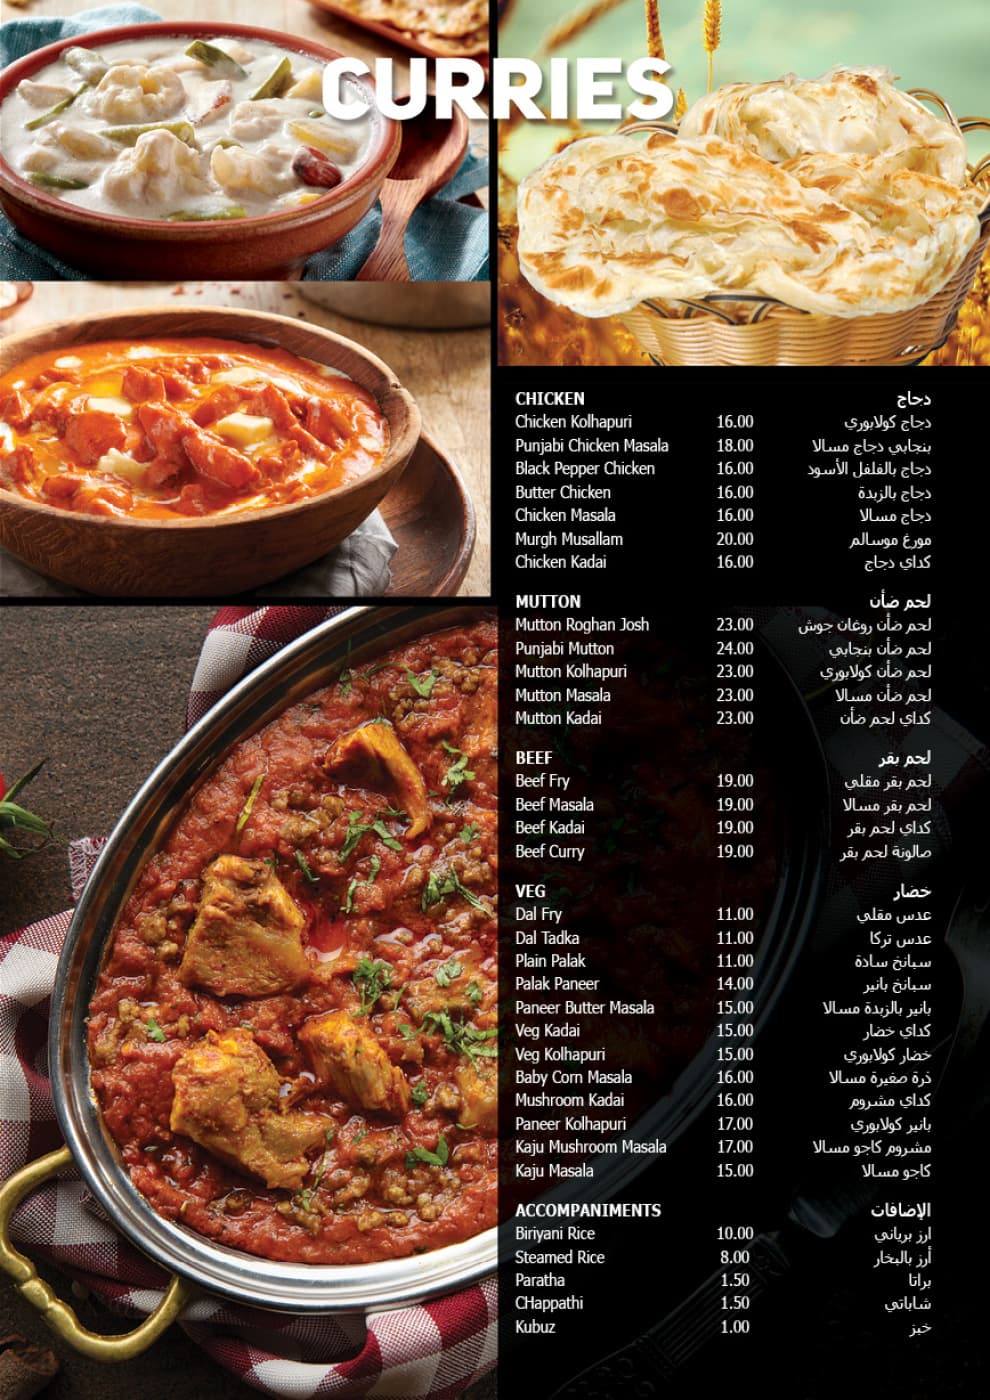 CURRIES
CHICKEN دجاج
Chicken Kolhapuri 16.00 دجاج كولابوري
Punjabi Chicken Masala 18.00 بنجابي دجاج مسالا
Black Pepper Chicken 16.00 دجاج بالفلفل الأسود
Butter Chicken 16.00 دجاج بالزبدة
Chicken Masala 16.00 دجاج مسالا
Murgh Musallam 20.00 مورغ موسالم
Chicken Kadai 16.00 كداي دجاج
MUTTON لحم ضأن
Mutton Roghan Josh 23.00 لحم ضأن روغان جوش
Punjabi Mutton 24.00 لحم ضأن بنجابي
Mutton Kolhapuri 23.00 لحم ضأن كولابوري
Mutton Masala 23.00 لحم ضأن مسالا
Mutton Kadai 23.00 كداي لحم ضأن
BEEF لحم بقر
Beef Fry 19.00 لحم بقر مقلي
Beef Masala 19.00 لحم بقر مسالا
Beef Kadai 19.00 كداي لحم بقر
Beef Curry 19.00 صالونة لحم بقر
VEG خضار
Dal Fry 11.00 عدس مقلي
Dal Tadka 11.00 عدس تركا
Plain Palak 11.00 سبانخ سادة
Palak Paneer 14.00 سبانخ بانير
Paneer Butter Masala 15.00 بانير بالزبدة مسالا
Veg Kadai 15.00 كداي خضار
Veg Kolhapuri 15.00 خضار كولابوري
Baby Corn Masala 16.00 ذرة صغيرة مسالا
Mushroom Kadai 16.00 كداي مشروم
Paneer Kolhapuri 17.00 بانير كولابوري
Kaju Mushroom Masala 17.00 مشروم كاجو مسالا
Kaju Masala 15.00 كاجو مسالا
ACCOMPANIMENTS الإضافات
Biriyani Rice 10.00 ارز برياني
Steamed Rice 8.00 أرز بالبخار
Paratha 1.50 براتا
CHappathi 1.50 شاباتي
Kubuz 1.00 خبز